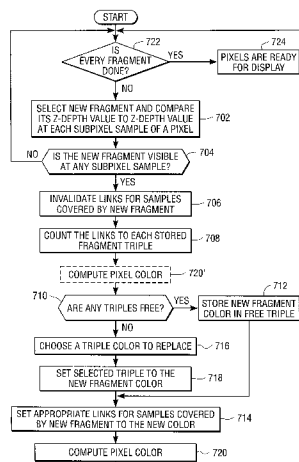 START
722
IS
EVERY FRAGMENT
DONE?
YES
724
PIXELS ARE READY
FOR DISPLAY
NO
SELECT NEW FRAGMENT AND COMPARE
ITS Z-DEPTH VALUE TO Z-DEPTH VALUE
AT EACH SUBPIXEL SAMPLE OF A PIXEL
702
704
NO
IS THE NEW FRAGMENT VISIBLE
AT ANY SUBPIXEL SAMPLE?
YES
INVALIDATE LINKS FOR SAMPLES
COVERED BY NEW FRAGMENT
706
COUNT THE LINKS TO EACH STORED
FRAGMENT TRIPLE
708
COMPUTE PIXEL COLOR
720'
712
710
ARE ANY TRIPLES FREE?
YES
STORE NEW FRAGMENT
COLOR IN FREE TRIPLE
NO
CHOOSE A TRIPLE COLOR TO REPLACE
716
SET SELECTED TRIPLE TO THE
NEW FRAGMENT COLOR
718
SET APPROPRIATE LINKS FOR SAMPLES COVERED
BY NEW FRAGMENT TO THE NEW COLOR
714
COMPUTE PIXEL COLOR
720